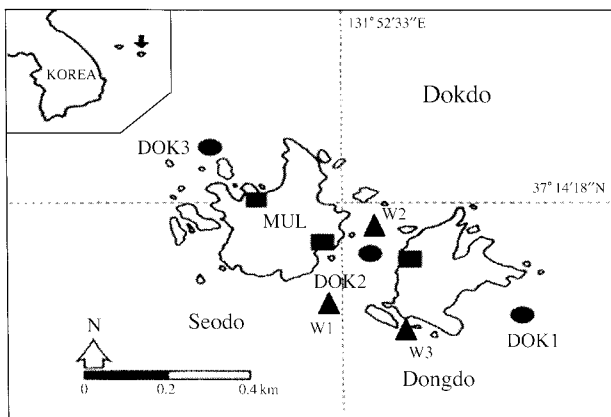 131° 52′33″E
KOREA
Dokdo
DOK3
37° 14′18″N
MUL
W2
DOK2
W1
Seodo
DOK1
W3
Dongdo
N
0 0.2 0.4 km